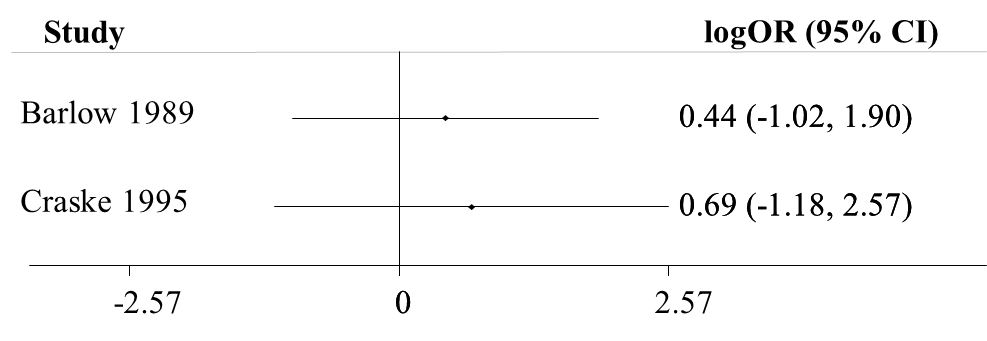 Study logOR (95% CI)
Barlow 1989 0.44 (-1.02, 1.90)
Craske 1995 0.69 (-1.18, 2.57)
-2.57 0 2.57